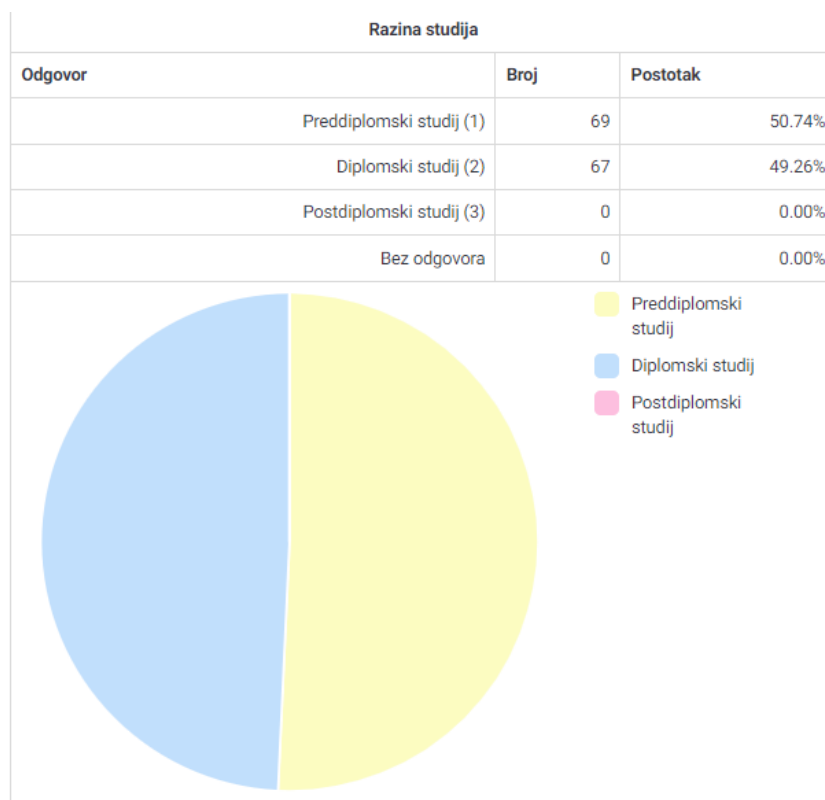 Razina studija
Odgovor Broj Postotak
Preddiplomski studij (1) 69 50.74%
Diplomski studij (2) 67 49.26%
Postdiplomski studij (3) 0 0.00%
Bez odgovora 0 0.00%
Preddiplomski
studij
Diplomski studij
Postdiplomski
studij